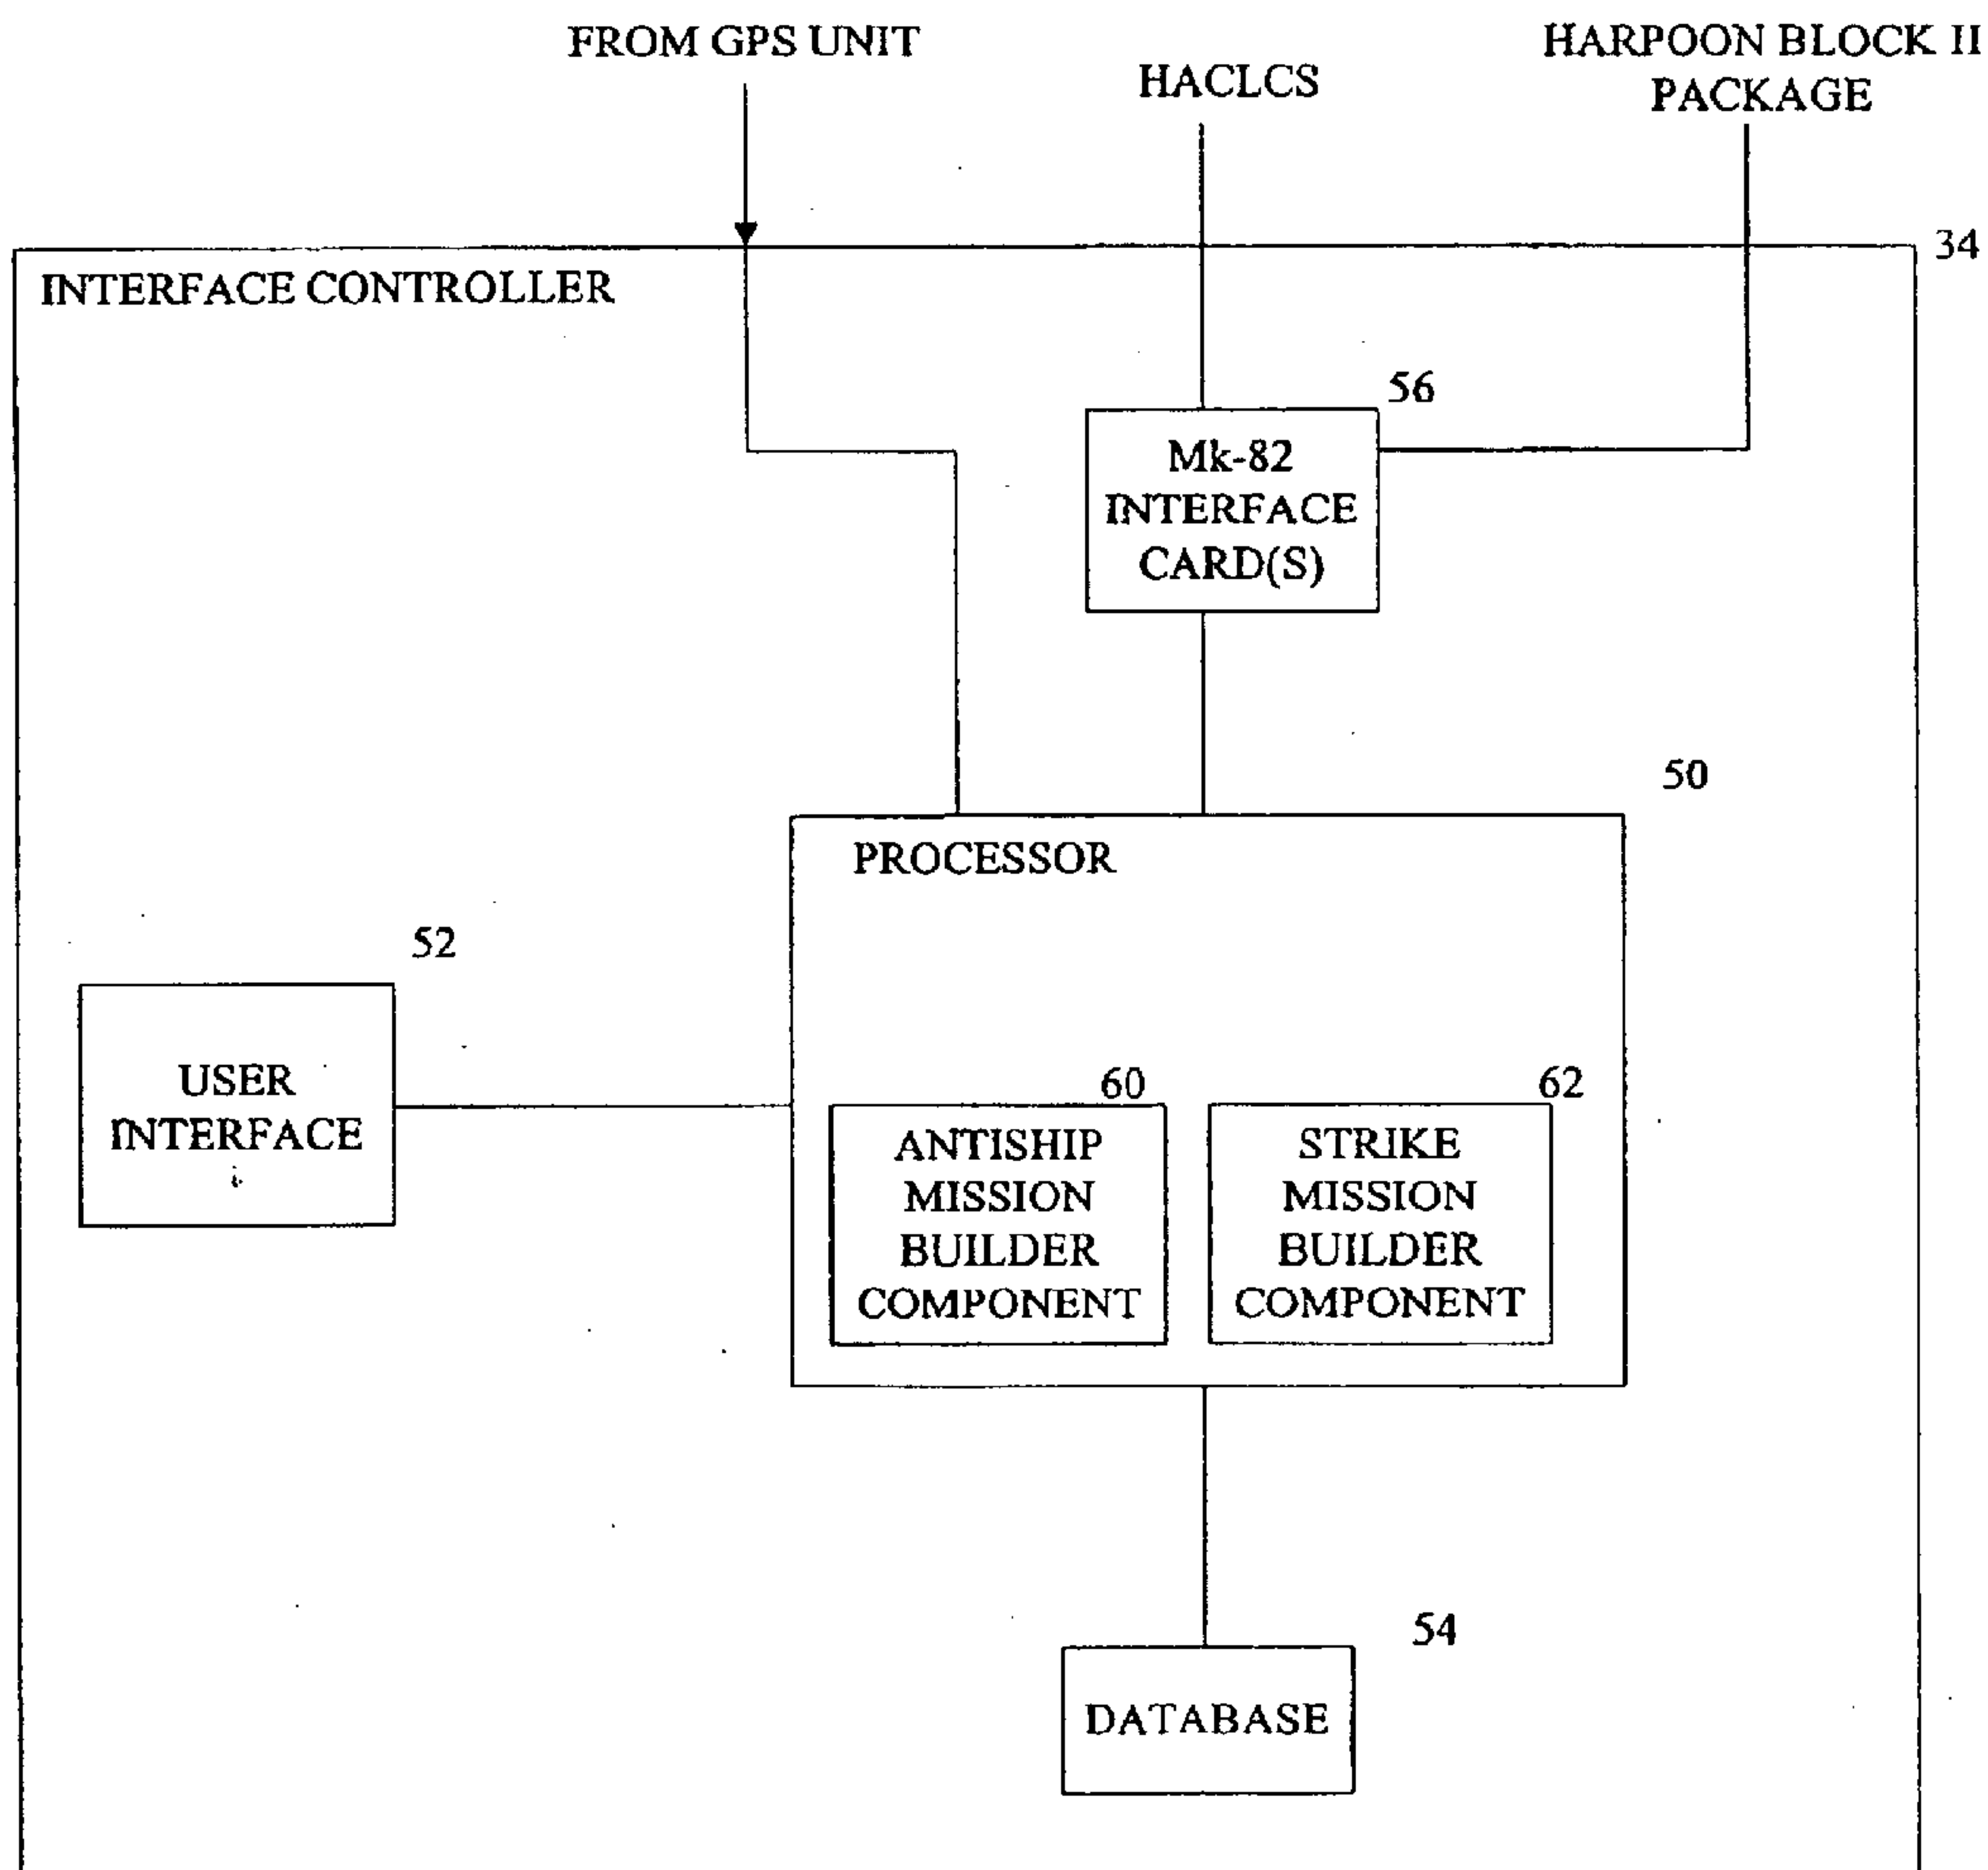 FROM GPS UNIT
HACLCS
HARPOON BLOCK II
PACKAGE
34
INTERFACE CONTROLLER
56
Mk-82
INTERFACE
CARD(S)
50
PROCESSOR
52
USER
INTERFACE
60
ANTISHIP
MISSION
BUILDER
COMPONENT
62
STRIKE
MISSION
BUILDER
COMPONENT
54
DATABASE